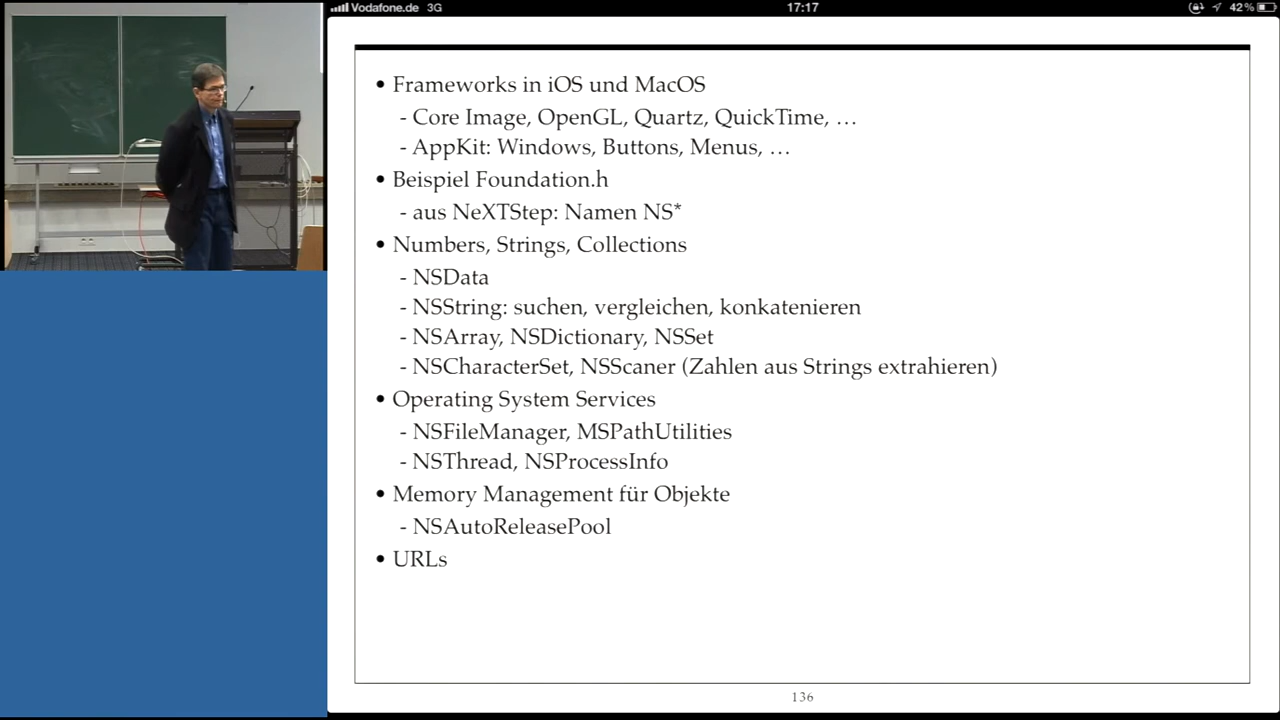 Vodafone.de 3G 17:17 42 %
• Frameworks in iOS und MacOS
- Core Image, OpenGL, Quartz, QuickTime, …
- AppKit: Windows, Buttons, Menus, …
• Beispiel Foundation.h
- aus NeXTStep: Namen NS*
• Numbers, Strings, Collections
- NSData
- NSString: suchen, vergleichen, konkatenieren
- NSArray, NSDictionary, NSSet
- NSCharacterSet, NSScaner (Zahlen aus Strings extrahieren)
• Operating System Services
- NSFileManager, MSPathUtilities
- NSThread, NSProcessInfo
• Memory Management für Objekte
- NSAutoReleasePool
• URLs
136